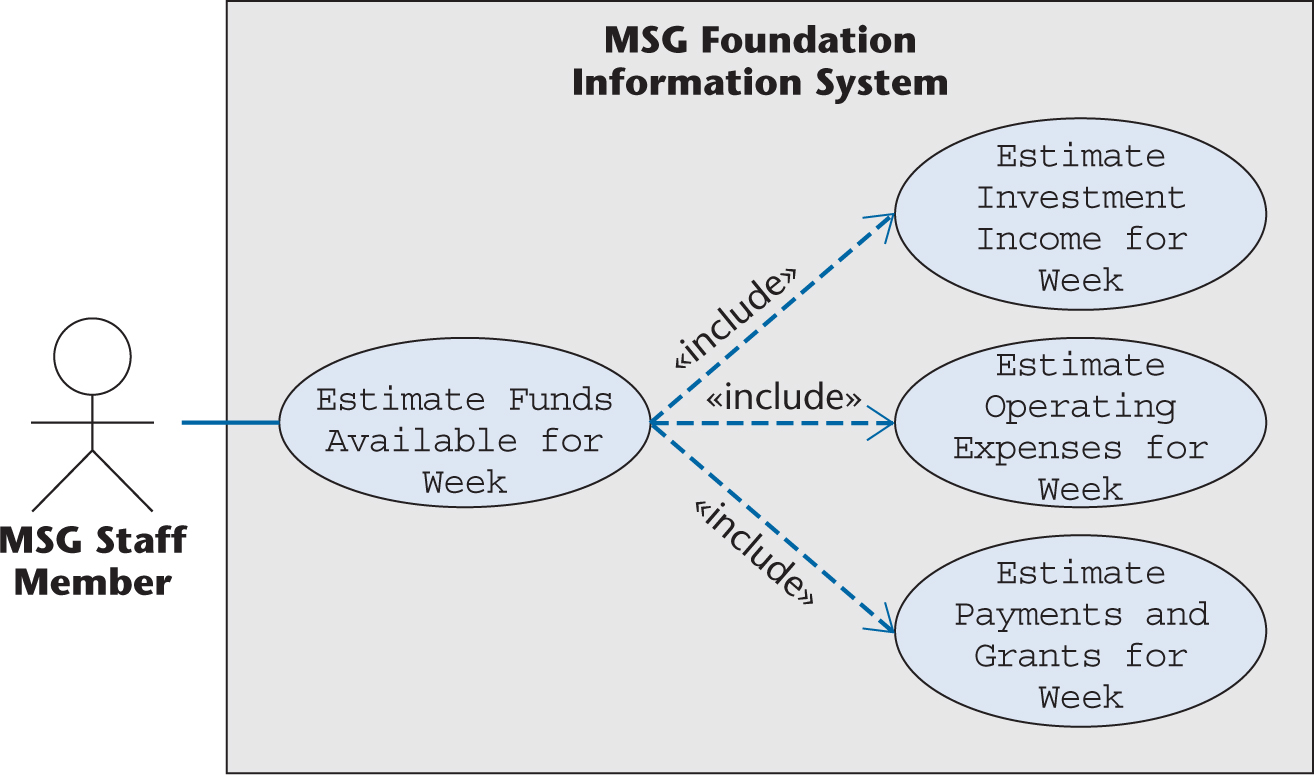 MSG Foundation
Information System
Estimate
Investment
Income for
Week
«include»
MSG Staff
Member
Estimate Funds
Available for
Week
«include»
Estimate
Operating
Expenses for
Week
«include»
Estimate
Payments and
Grants for
Week